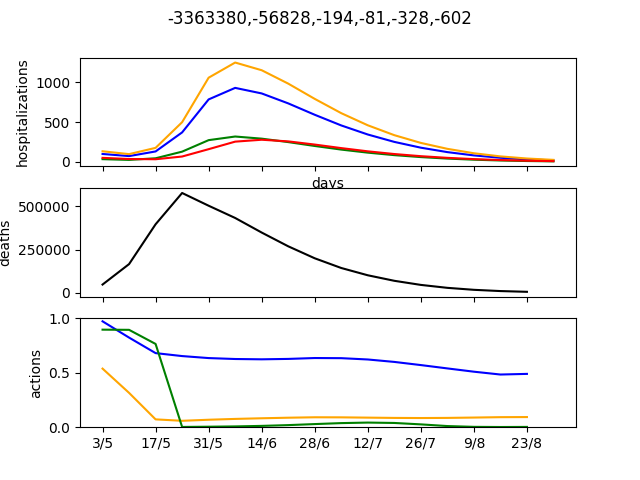 -3363380,-56828,-194,-81,-328,-602
hospitalizations
1000
500
0
days
deaths
500000
250000
0
actions
1.0
0.5
0.0
3/5 17/5 31/5 14/6 28/6 12/7 26/7 9/8 23/8